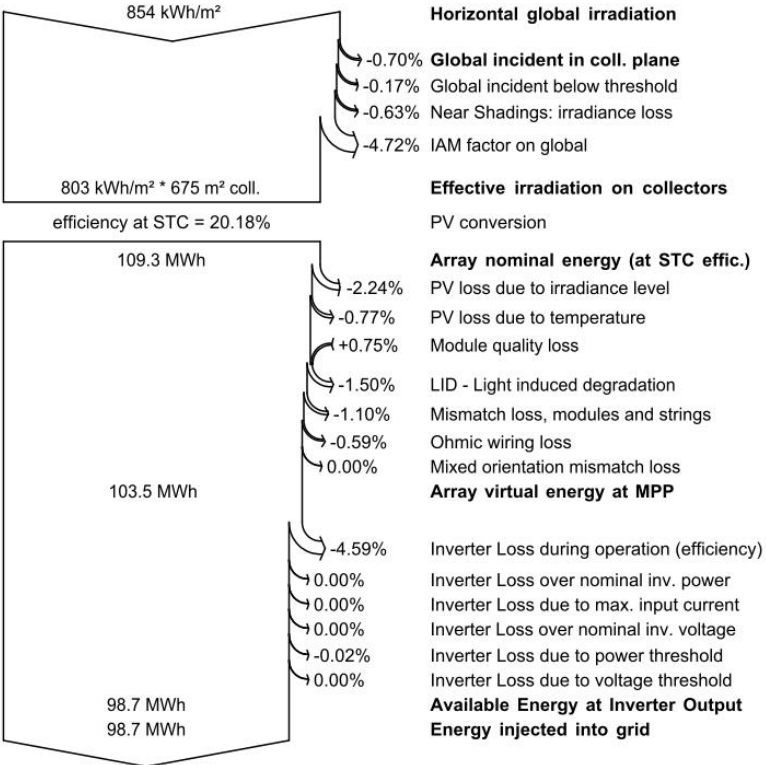 854 kWh/m² Horizontal global irradiation
-0.70% Global incident in coll. plane
-0.17% Global incident below threshold
-0.63% Near Shadings: irradiance loss
-4.72% IAM factor on global
803 kWh/m² * 675 m² coll. Effective irradiation on collectors
efficiency at STC = 20.18% PV conversion
109.3 MWh Array nominal energy (at STC effic.)
-2.24% PV loss due to irradiance level
-0.77% PV loss due to temperature
+0.75% Module quality loss
-1.50% LID - Light induced degradation
-1.10% Mismatch loss, modules and strings
-0.59% Ohmic wiring loss
0.00% Mixed orientation mismatch loss
103.5 MWh Array virtual energy at MPP
-4.59% Inverter Loss during operation (efficiency)
0.00% Inverter Loss over nominal inv. power
0.00% Inverter Loss due to max. input current
0.00% Inverter Loss over nominal inv. voltage
-0.02% Inverter Loss due to power threshold
0.00% Inverter Loss due to voltage threshold
98.7 MWh Available Energy at Inverter Output
98.7 MWh Energy injected into grid